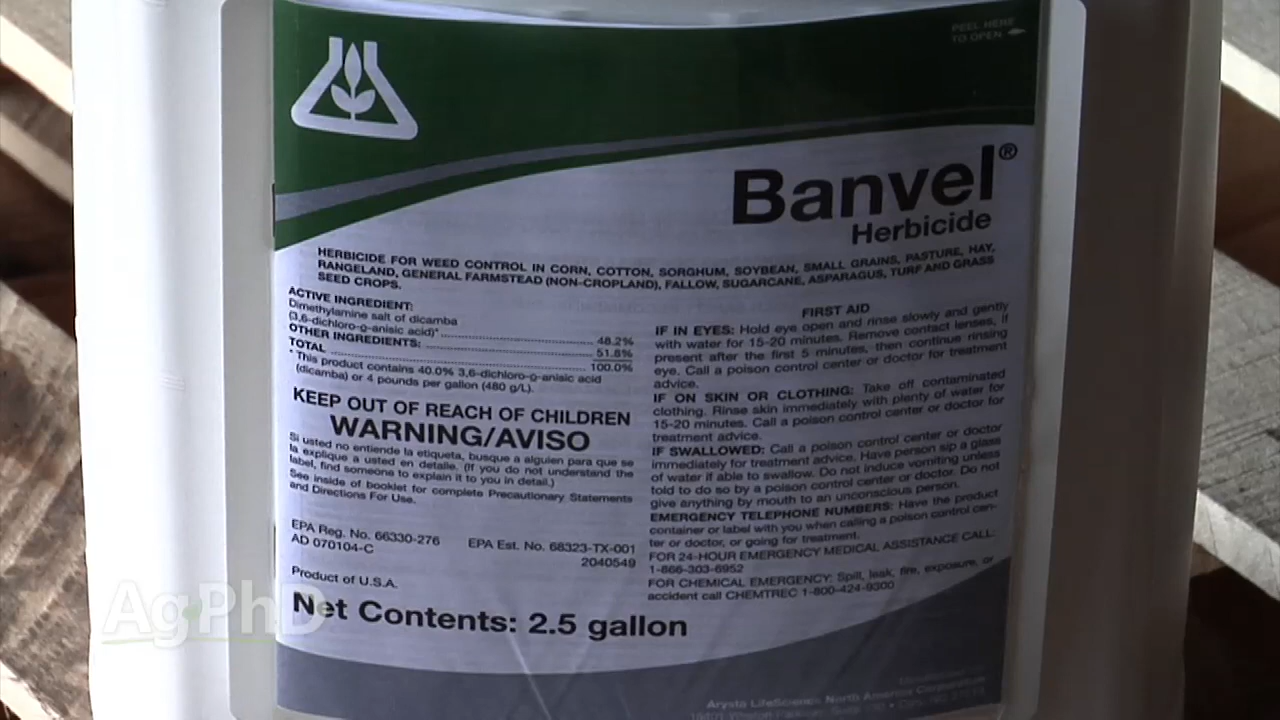 PEEL HERE
TO OPEN
Banvel®
Herbicide
HERBICIDE FOR WEED CONTROL IN CORN, COTTON, SORGHUM, SOYBEAN, SMALL GRAINS, PASTURE, HAY,
RANGELAND, GENERAL FARMSTEAD (NON-CROPLAND), FALLOW, SUGARCANE, ASPARAGUS, TURF AND GRASS
SEED CROPS.
ACTIVE INGREDIENT:
Dimethylamine salt of dicamba
(3,6-dichloro-o-anisic acid)* ........ 48.2%
OTHER INGREDIENTS: ........ 51.8%
TOTAL ........ 100.0%
* This product contains 40.0% 3,6-dichloro-o-anisic acid
(dicamba) or 4 pounds per gallon (480 g/L).
KEEP OUT OF REACH OF CHILDREN
WARNING/AVISO
Si usted no entiende la etiqueta, busque a alguien para que se
la explique a usted en detalle. (If you do not understand the
label, find someone to explain it to you in detail.)
See inside of booklet for complete Precautionary Statements
and Directions For Use.
EPA Reg. No. 66330-276
AD 070104-C
EPA Est. No. 68323-TX-001
2040549
Product of U.S.A.
Net Contents: 2.5 gallon
FIRST AID
IF IN EYES: Hold eye open and rinse slowly and gently
with water for 15-20 minutes. Remove contact lenses, if
present after the first 5 minutes, then continue rinsing
eye. Call a poison control center or doctor for treatment
advice.
IF ON SKIN OR CLOTHING: Take off contaminated
clothing. Rinse skin immediately with plenty of water for
15-20 minutes. Call a poison control center or doctor for
treatment advice.
IF SWALLOWED: Call a poison control center or doctor
immediately for treatment advice. Have person sip a glass
of water if able to swallow. Do not induce vomiting unless
told to do so by a poison control center or doctor. Do not
give anything by mouth to an unconscious person.
EMERGENCY TELEPHONE NUMBERS: Have the product
container or label with you when calling a poison control cen-
ter or doctor, or going for treatment.
FOR 24-HOUR EMERGENCY MEDICAL ASSISTANCE CALL:
1-866-303-6952
FOR CHEMICAL EMERGENCY: Spill, leak, fire, exposure, or
accident call CHEMTREC 1-800-424-9300
Arysta LifeScience North America Corporation
AgPhD